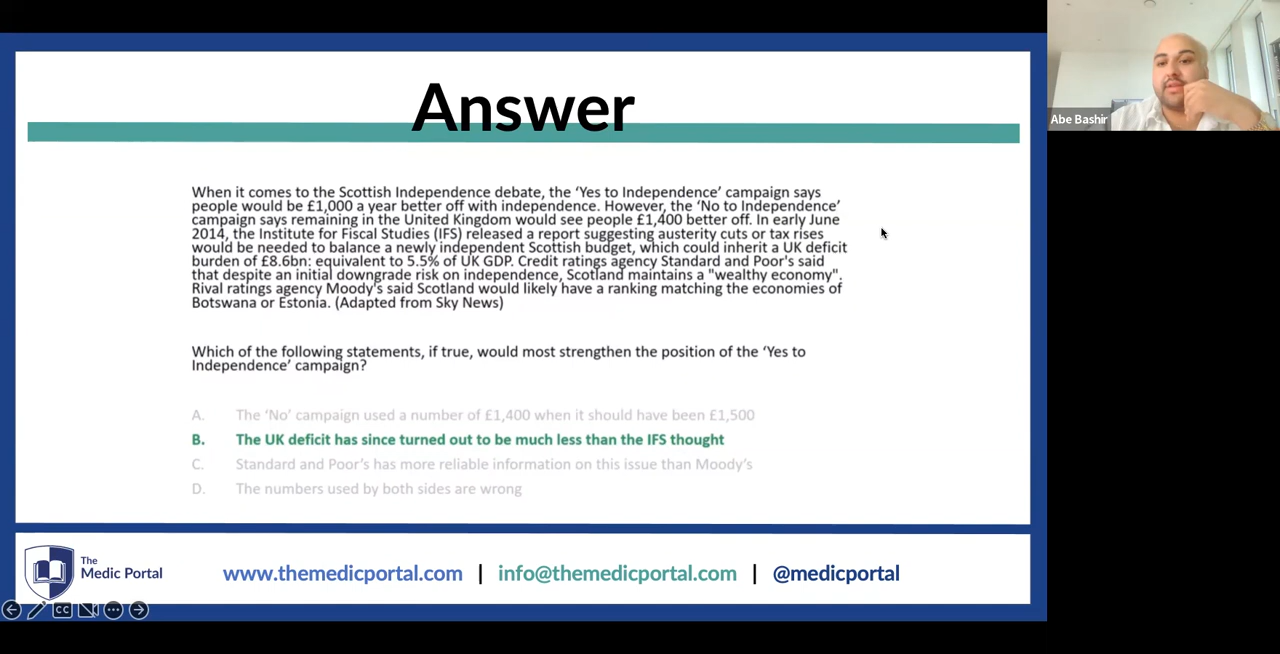 Answer
When it comes to the Scottish Independence debate, the ‘Yes to Independence’ campaign says
people would be £1,000 a year better off with independence. However, the ‘No to Independence’
campaign says remaining in the United Kingdom would see people £1,400 better off. In early June
2014, the Institute for Fiscal Studies (IFS) released a report suggesting austerity cuts or tax rises
would be needed to balance a newly independent Scottish budget, which could inherit a UK deficit
burden of £8.6bn: equivalent to 5.5% of UK GDP. Credit ratings agency Standard and Poor's said
that despite an initial downgrade risk on independence, Scotland maintains a "wealthy economy".
Rival ratings agency Moody's said Scotland would likely have a ranking matching the economies of
Botswana or Estonia. (Adapted from Sky News)
Which of the following statements, if true, would most strengthen the position of the ‘Yes to
Independence’ campaign?
A. The ‘No’ campaign used a number of £1,400 when it should have been £1,500
B. The UK deficit has since turned out to be much less than the IFS thought
C. Standard and Poor’s has more reliable information on this issue than Moody’s
D. The numbers used by both sides are wrong
The
Medic Portal
www.themedicportal.com | info@themedicportal.com | @medicportal
CC
Abe Bashir